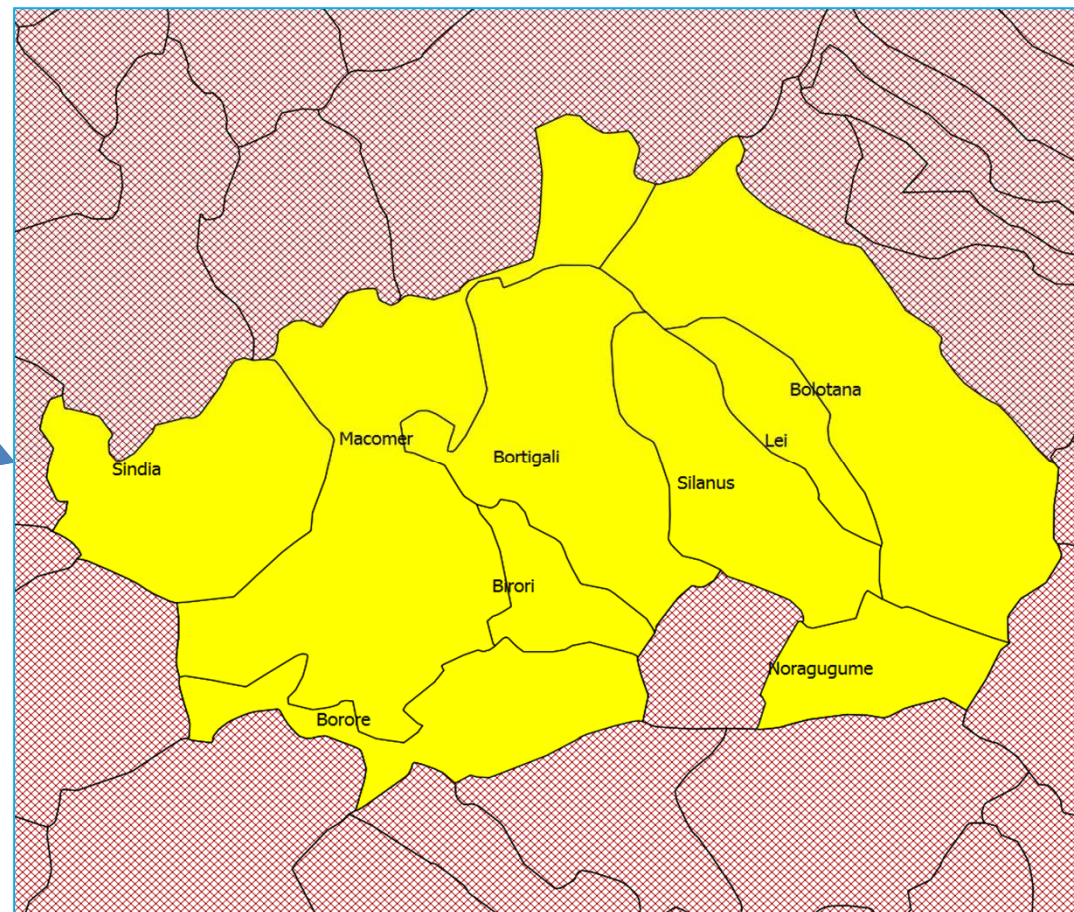 Bolotana
Macomer
Lei
Bortigali
Sindia
Silanus
Birori
Noragugume
Borore